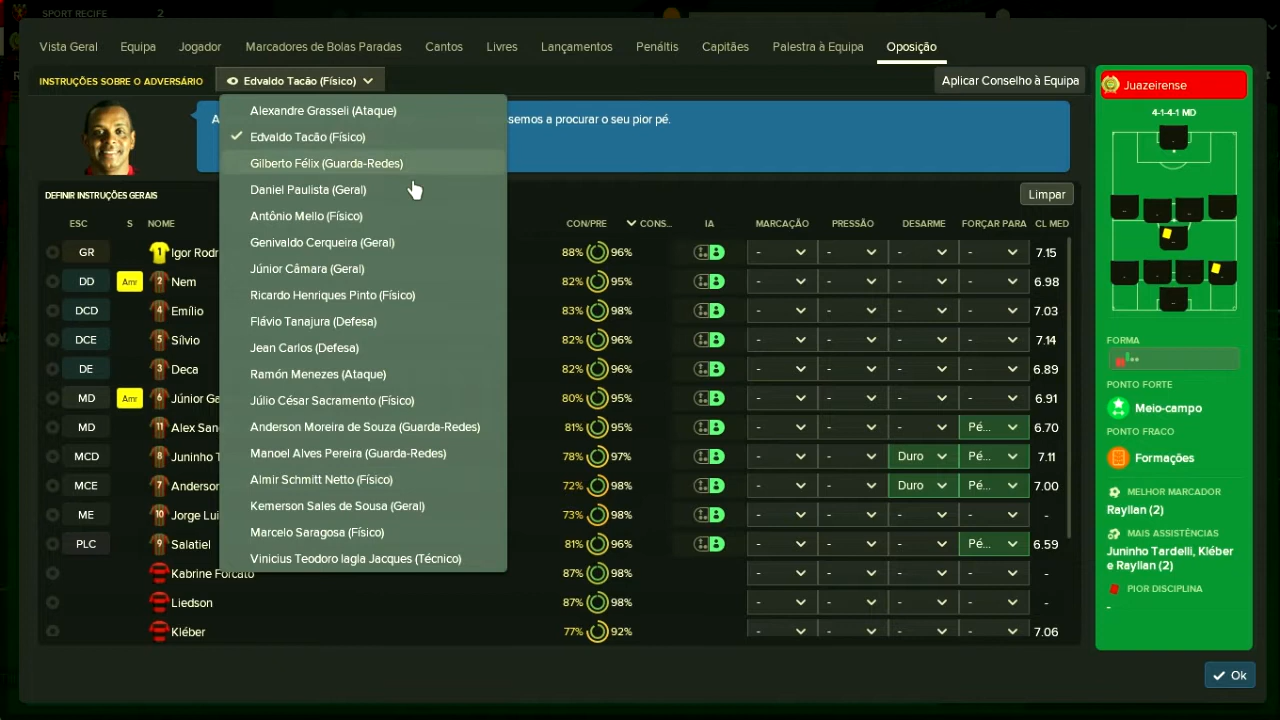 SPORT RECIFE 2
Vista Geral Equipa Jogador Marcadores de Bolas Paradas Cantos Livres Lançamentos Penáltis Capitães Palestra à Equipa Oposição
INSTRUÇÕES SOBRE O ADVERSÁRIO Edvaldo Tacão (Físico) Aplicar Conselho à Equipa
Alexandre Grasseli (Ataque)
Edvaldo Tacão (Físico)
Gilberto Félix (Guarda-Redes)
Daniel Paulista (Geral)
Antônio Mello (Físico)
Genivaldo Cerqueira (Geral)
Júnior Câmara (Geral)
Ricardo Henriques Pinto (Físico)
Flávio Tanajura (Defesa)
Jean Carlos (Defesa)
Ramón Menezes (Ataque)
Júlio César Sacramento (Físico)
Anderson Moreira de Souza (Guarda-Redes)
Manoel Alves Pereira (Guarda-Redes)
Almir Schmitt Netto (Físico)
Kemerson Sales de Sousa (Geral)
Marcelo Saragosa (Físico)
Vinicius Teodoro Iagla Jacques (Técnico)
A semos a procurar o seu pior pé.
DEFINIR INSTRUÇÕES GERAIS Limpar
ESC S NOME CON/PRE CONS... IA MARCAÇÃO PRESSÃO DESARME FORÇAR PARA CL MED
GR 1 Igor Rodr 88% 96% - - - - 7.15
DD Amr 2 Nem 82% 95% - - - - 6.98
DCD 4 Emílio 83% 98% - - - - 7.03
DCE 5 Sílvio 82% 96% - - - - 7.14
DE 3 Deca 82% 96% - - - - 6.89
MD Amr 6 Júnior Ga 80% 95% - - - - 6.91
MD 11 Alex San 81% 95% - - - Pé... 6.70
MCD 8 Juninho T 78% 97% - - Duro Pé... 7.11
MCE 7 Anderson 72% 98% - - Duro Pé... 7.00
ME 10 Jorge Lui 73% 98% - - - - -
PLC 9 Salatiel 81% 96% - - - Pé... 6.59
Kabrine Forcato 87% 98% - - - - -
Liedson 87% 98% - - - - -
Kléber 77% 92% - - - - 7.06
Juazeirense
4-1-4-1 MD
FORMA
PONTO FORTE
Meio-campo
PONTO FRACO
Formações
MELHOR MARCADOR
Rayllan (2)
MAIS ASSISTÊNCIAS
Juninho Tardelli, Kléber
e Rayllan (2)
PIOR DISCIPLINA
-
Ok